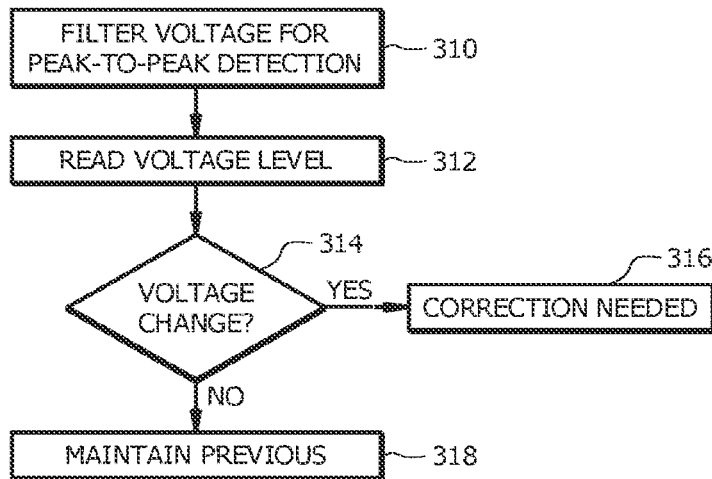 FILTER VOLTAGE FOR
PEAK-TO-PEAK DETECTION
310
READ VOLTAGE LEVEL
312
314
VOLTAGE
CHANGE?
YES
316
CORRECTION NEEDED
NO
MAINTAIN PREVIOUS
318